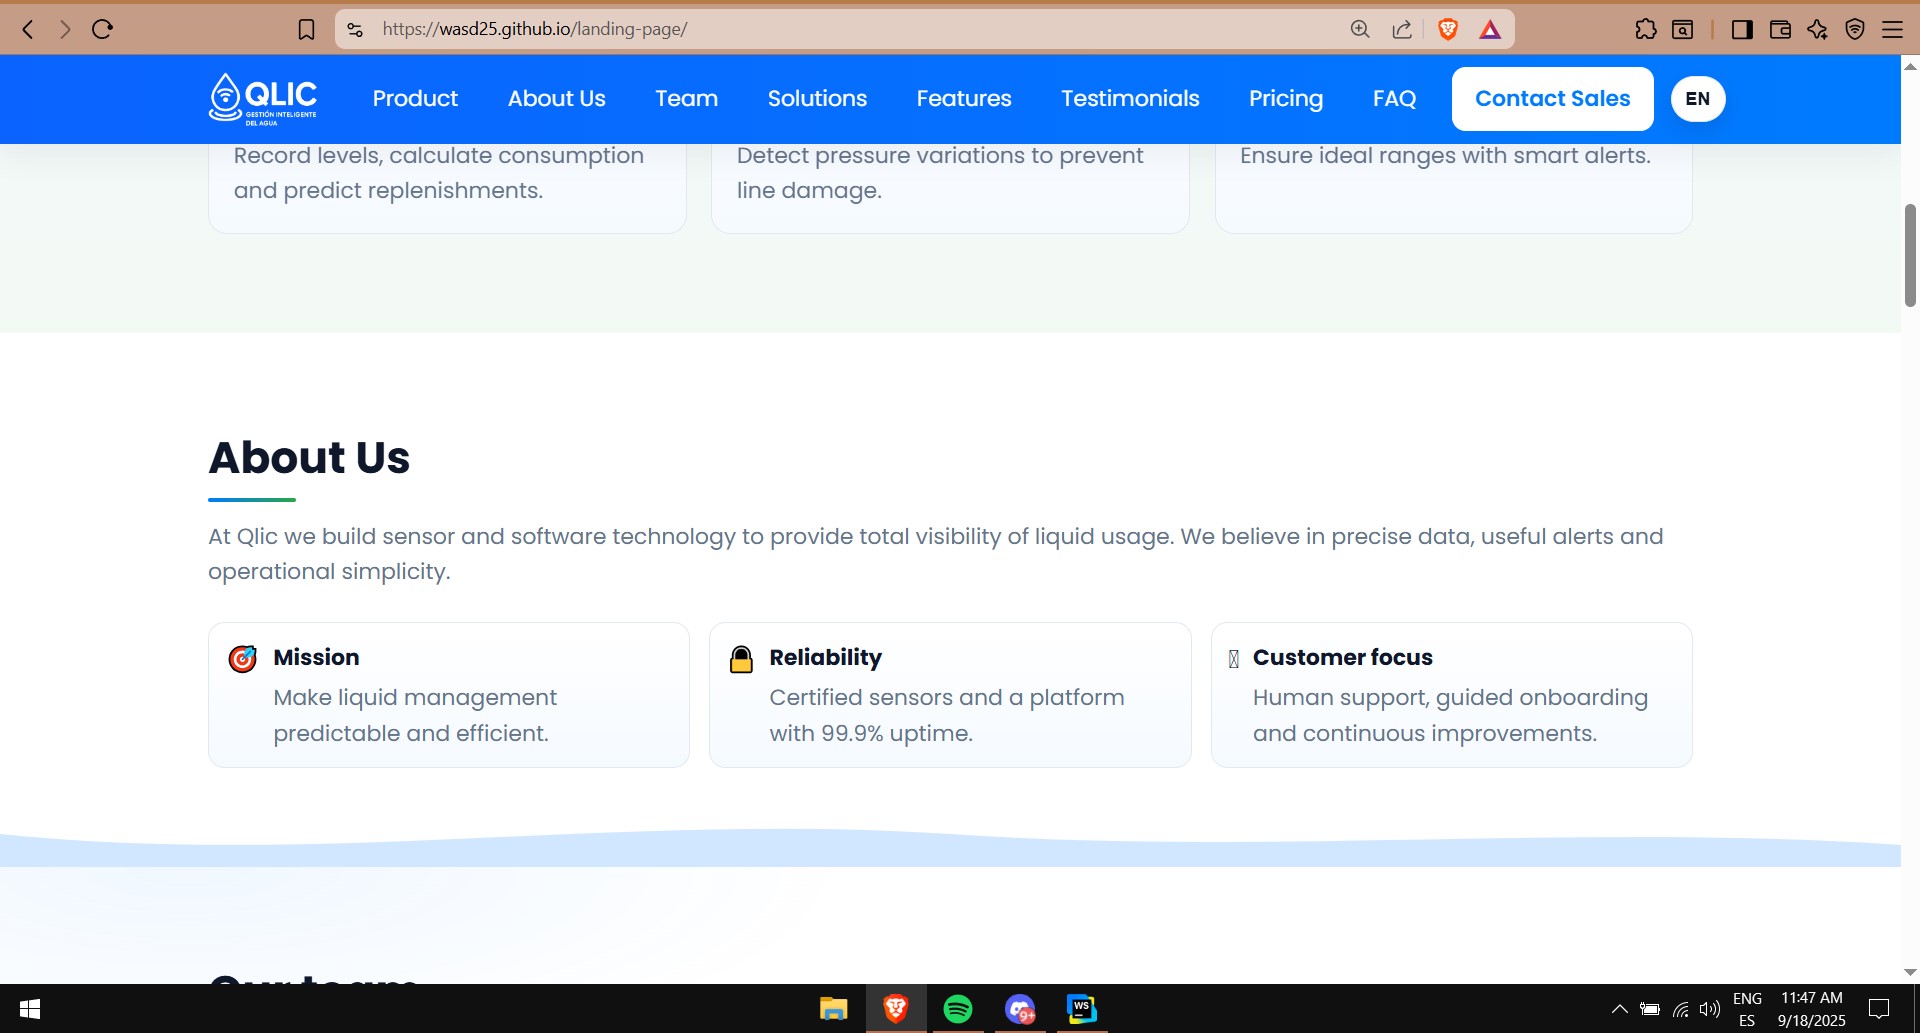 https://wasd25.github.io/landing-page/
QLIC
GESTIÓN INTELIGENTE
DEL AGUA
Product About Us Team Solutions Features Testimonials Pricing FAQ Contact Sales EN
Record levels, calculate consumption
and predict replenishments.
Detect pressure variations to prevent
line damage.
Ensure ideal ranges with smart alerts.
About Us
At Qlic we build sensor and software technology to provide total visibility of liquid usage. We believe in precise data, useful alerts and
operational simplicity.
Mission
Make liquid management
predictable and efficient.
Reliability
Certified sensors and a platform
with 99.9% uptime.
Customer focus
Human support, guided onboarding
and continuous improvements.
Our team
9+
WS
ENG
ES
11:47 AM
9/18/2025